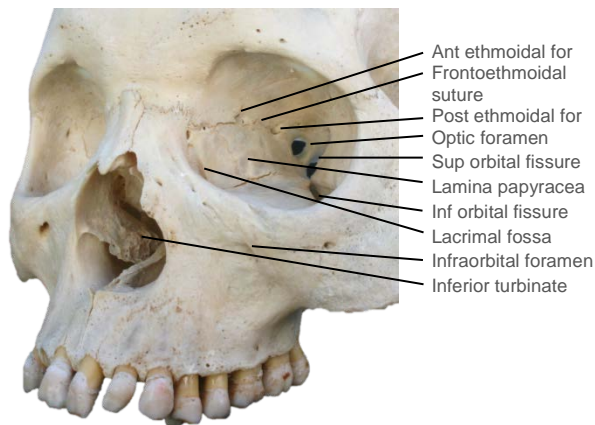 Ant ethmoidal for
Frontoethmoidal
suture
Post ethmoidal for
Optic foramen
Sup orbital fissure
Lamina papyracea
Inf orbital fissure
Lacrimal fossa
Infraorbital foramen
Inferior turbinate